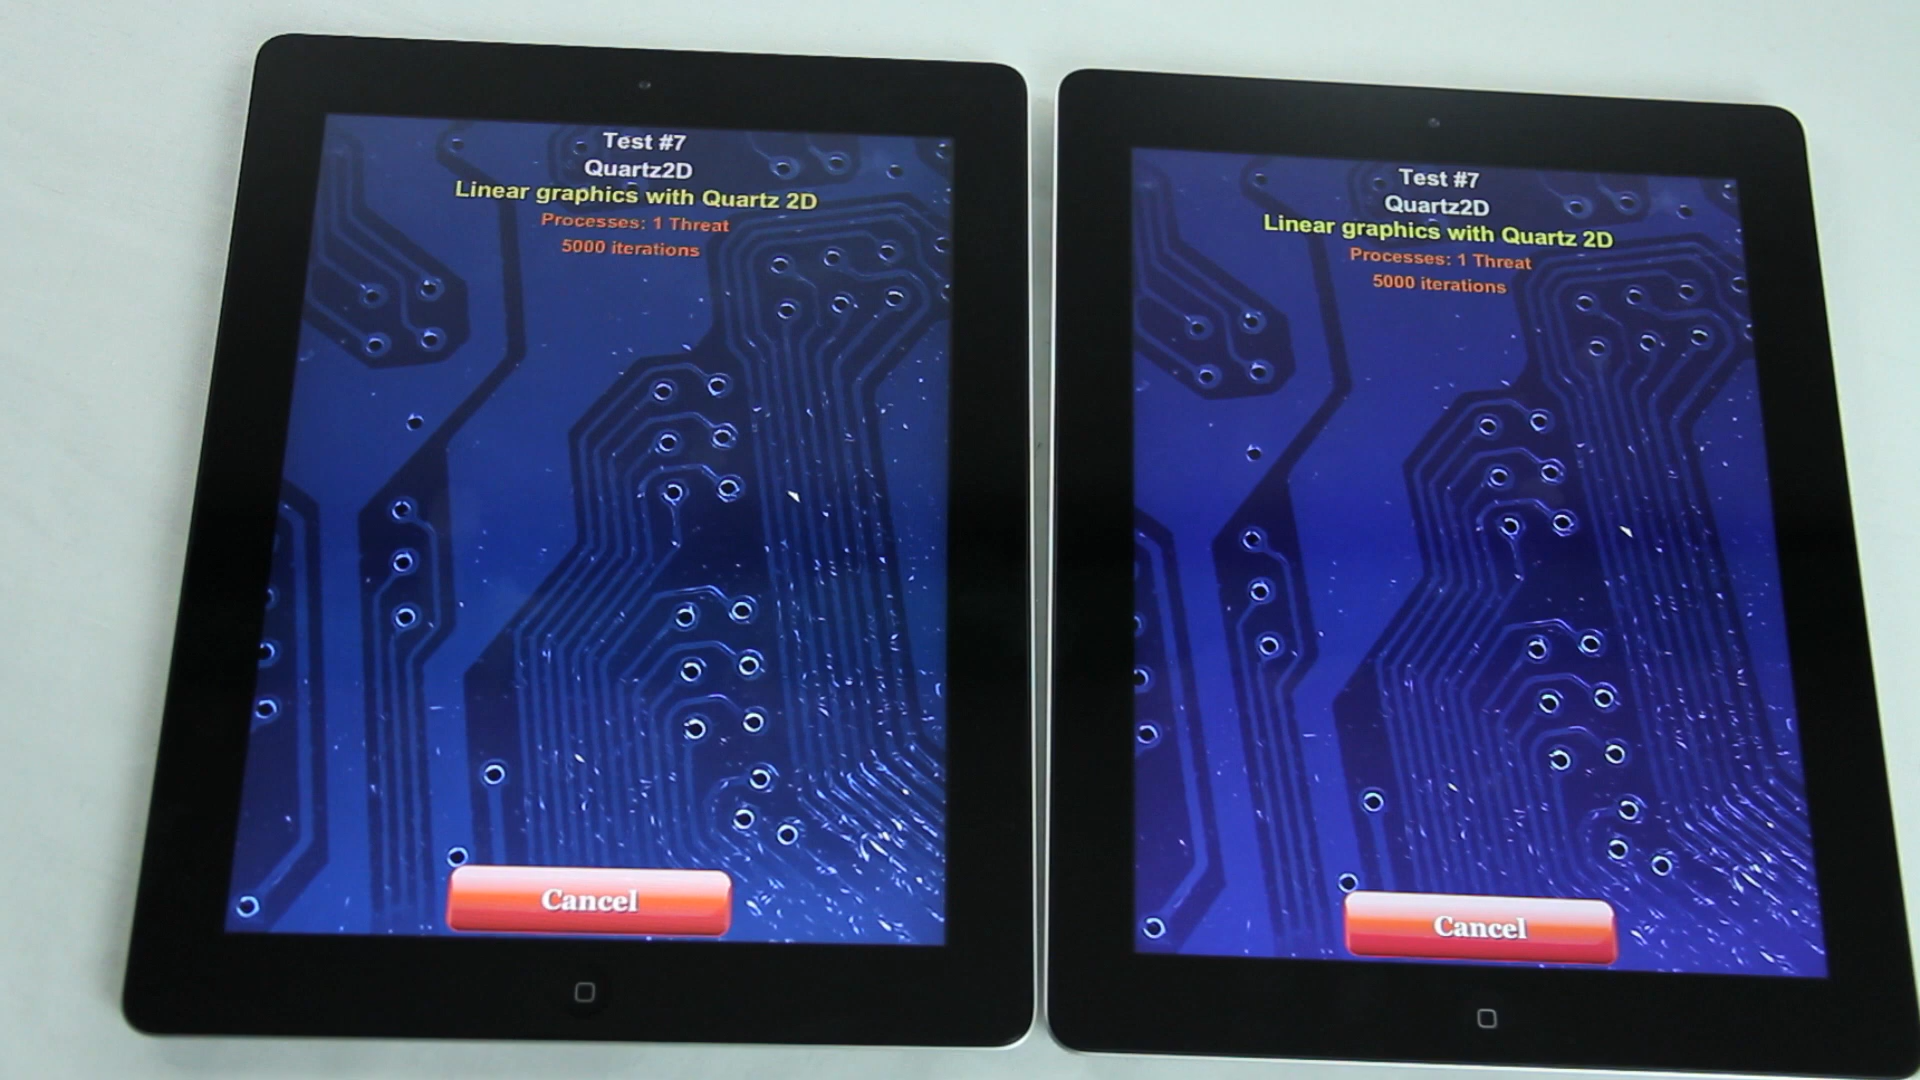 Test #7
Quartz2D
Linear graphics with Quartz 2D
Processes: 1 Threat
5000 iterations
Cancel
Test #7
Quartz2D
Linear graphics with Quartz 2D
Processes: 1 Threat
5000 iterations
Cancel